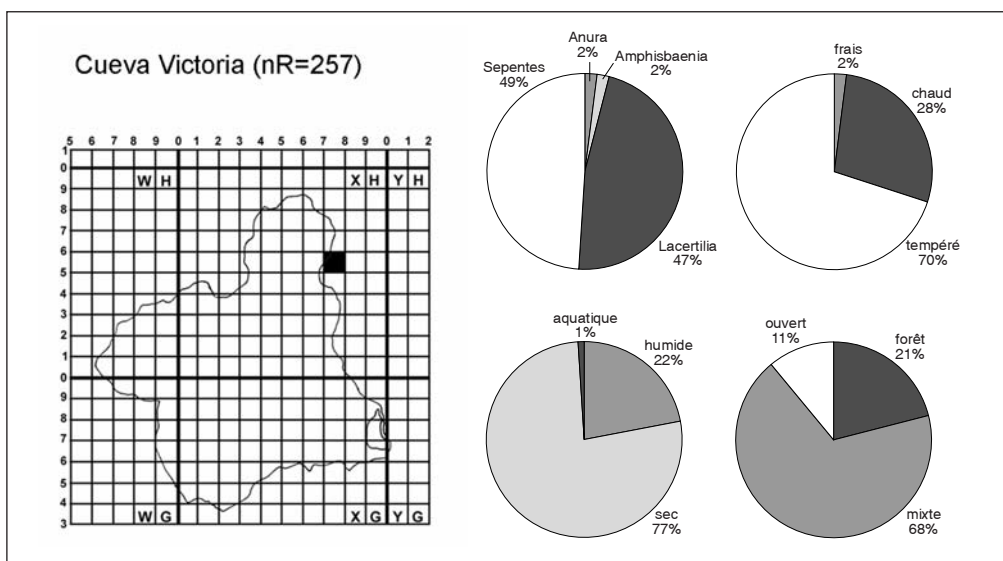 Cueva Victoria (nR=257)
5 6 7 8 9 0 1 2 3 4 5 6 7 8 9 0 1 2
1
0
W H X H Y H
9
8
7
6
5
4
3
2
1
0
9
8
7
6
5
4
W G X G Y G
3
Anura
2%
Amphisbaenia
2%
Sepentes
49%
Lacertilia
47%
frais
2%
chaud
28%
tempéré
70%
aquatique
1%
humide
22%
sec
77%
ouvert
11%
forêt
21%
mixte
68%